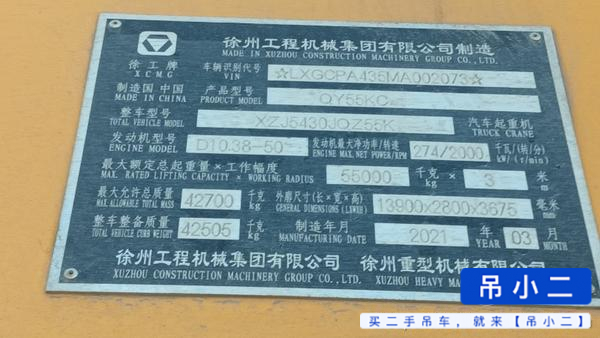 徐州工程机械集团有限公司制造
MADE IN XUZHOU CONSTRUCTION MACHINERY GROUP CO., LTD.
徐工牌
XCMG
车辆识别代号
VIN
☆LXGCPA435MA002073☆
制造国 中国
MADE IN CHINA
产品型号
PRODUCT MODEL
QY55KC
整车型号
TOTAL VEHICLE MODEL
XZJ5430JQZ55K
汽车起重机
TRUCK CRANE
发动机型号
ENGINE MODEL
D10.38-50
发动机最大净功率/转速
ENGINE MAX. NET POWER/RPM
274/2000
千瓦/(转/分)
kW/(r/min)
最大额定总起重量×工作幅度
MAX. RATED LIFTING CAPACITY × WORKING RADIUS
55000
千克
kg
×
3
米
m
最大允许总质量
MAX. ALLOWABLE TOTAL MASS
42700
千克
kg
外廓尺寸(长×宽×高)
GENERAL DIMENSIONS (LXWXH)
13900x2800x3675
毫米
mm
整车整备质量
TOTAL VEHICLE CURB WEIGHT
42505
千克
kg
制造年月
MANUFACTURING DATE
2021
年
YEAR
03
月
MONTH
徐州工程机械集团有限公司
XUZHOU CONSTRUCTION MACHINERY GROUP CO., LTD.
徐州重型机械有限公司
XUZHOU HEAVY
吊小二
买二手吊车，就来【吊小二】